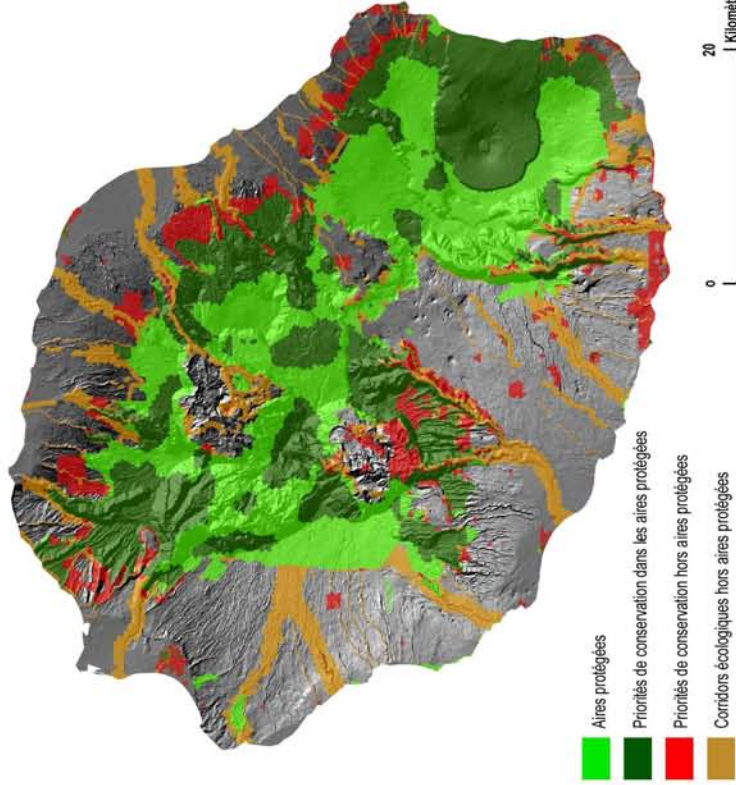 Aires protégées
Priorités de conservation dans les aires protégées
Priorités de conservation hors aires protégées
Corridors écologiques hors aires protégées
0
20